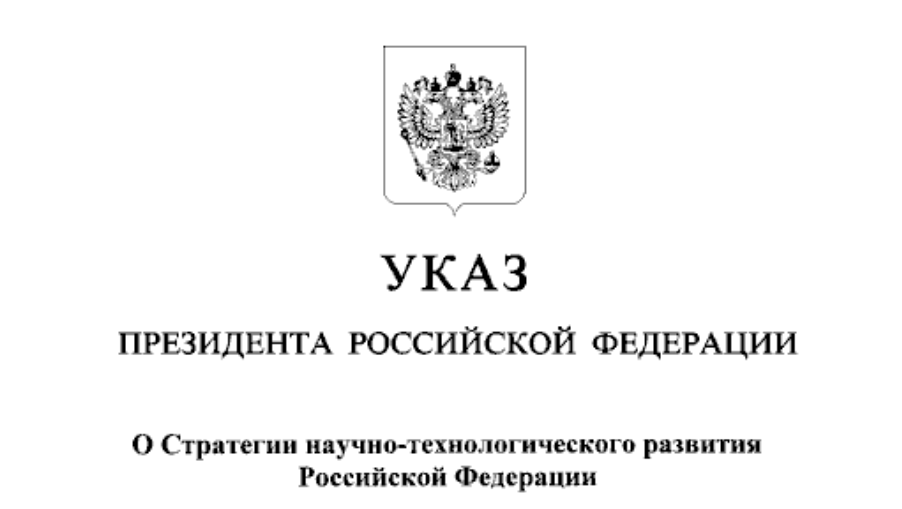 УКАЗ
ПРЕЗИДЕНТА РОССИЙСКОЙ ФЕДЕРАЦИИ
О Стратегии научно-технологического развития
Российской Федерации